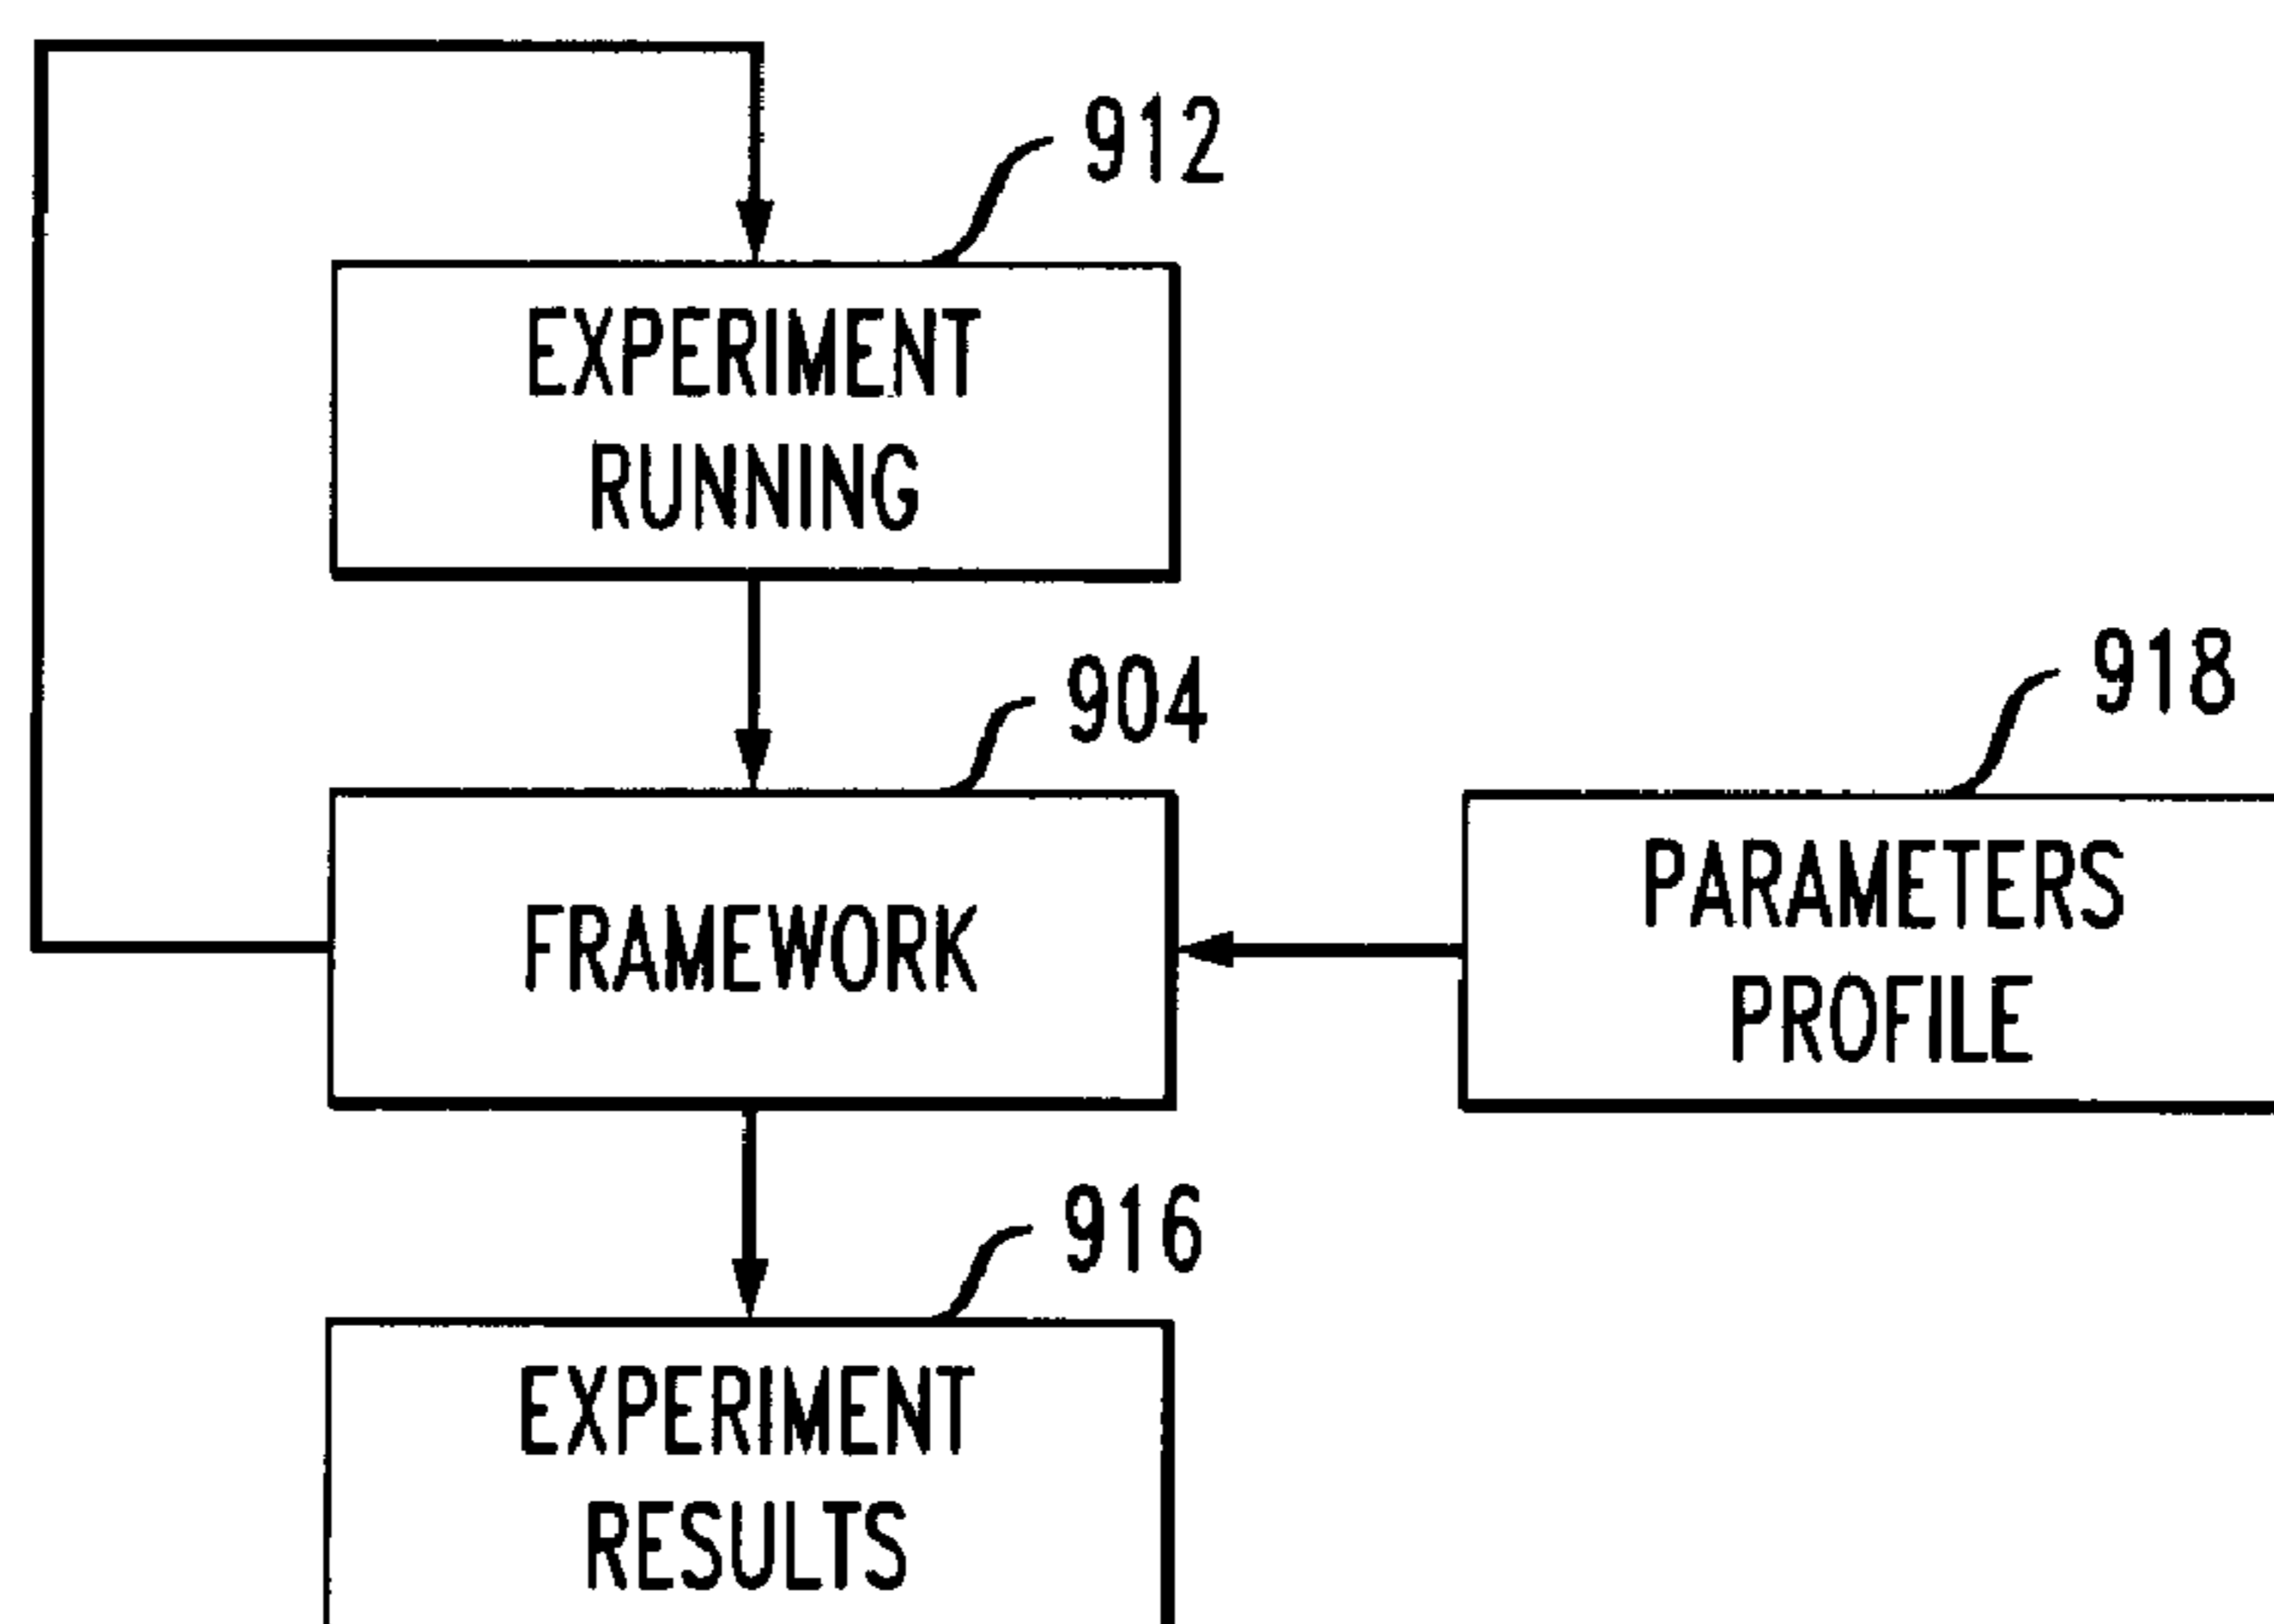 912
EXPERIMENT
RUNNING
904
918
FRAMEWORK
PARAMETERS
PROFILE
916
EXPERIMENT
RESULTS